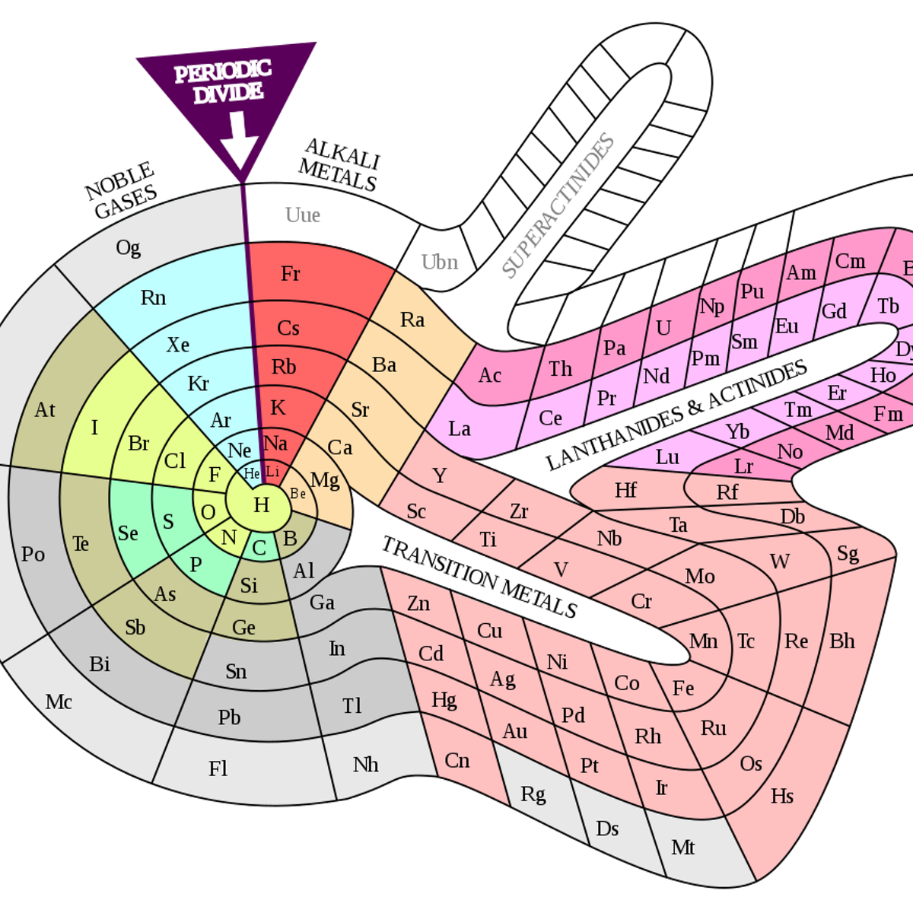 PERIODIC
DIVIDE
NOBLE
GASES
ALKALI
METALS
SUPERACTINIDES
LANTHANIDES & ACTINIDES
TRANSITION METALS
Uue
Ubn
Og
Rn
Fr
Ra
Xe
Cs
Ba
Kr
Rb
Sr
Ar
K
Ca
Ne
Na
Mg
He
Li
Be
H
At
I
Br
Cl
F
O
N
C
B
Po
Te
Se
S
P
Si
Al
As
Ge
Ga
Sb
Sn
In
Bi
Pb
Tl
Mc
Fl
Nh
Ac
Th
Pa
U
Np
Pu
Am
Cm
B
La
Ce
Pr
Nd
Pm
Sm
Eu
Gd
Tb
Dy
Ho
Er
Tm
Yb
Lu
Fm
Md
No
Lr
Y
Sc
Zr
Ti
Hf
Rf
Nb
V
Ta
Db
Mo
Cr
W
Sg
Mn
Tc
Re
Bh
Zn
Cu
Ni
Co
Fe
Cd
Ag
Pd
Rh
Ru
Hg
Au
Pt
Ir
Os
Cn
Rg
Ds
Mt
Hs